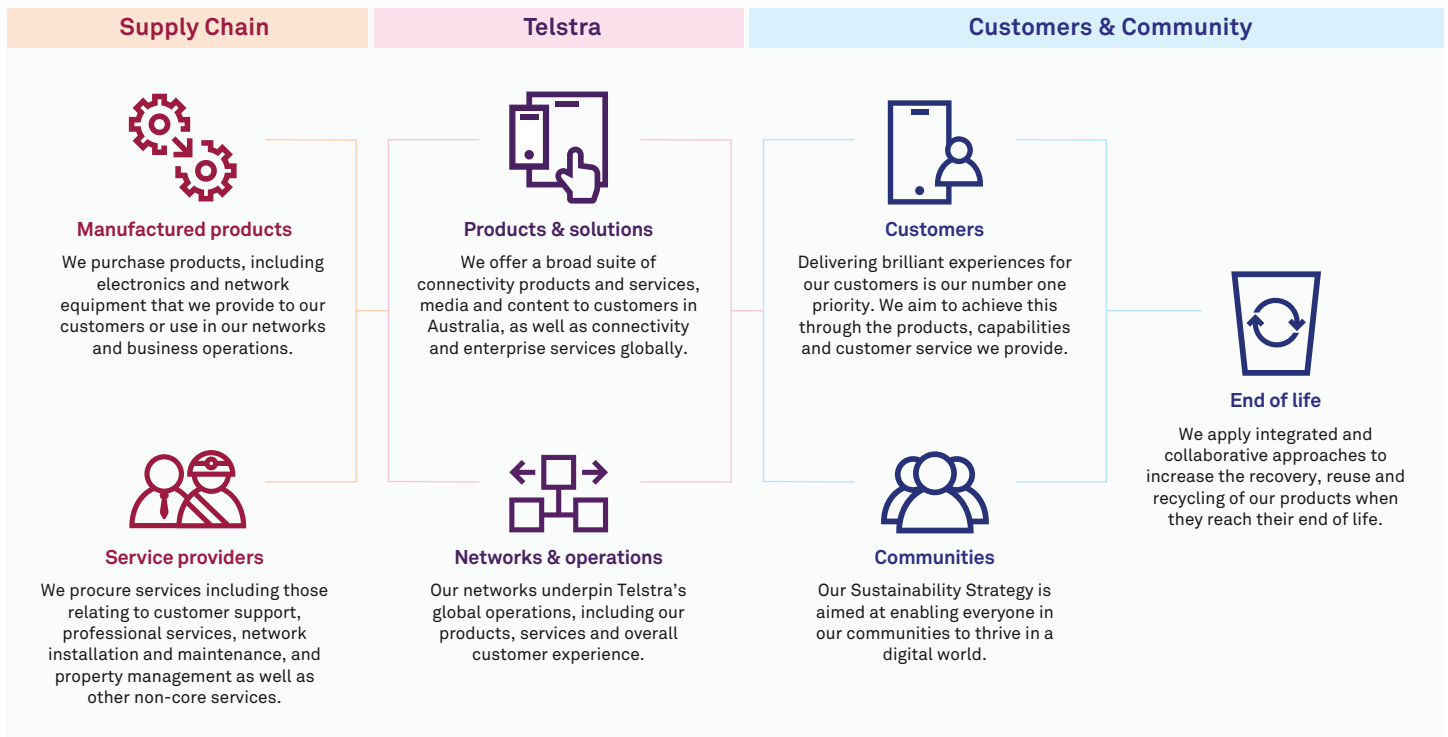 Supply Chain
Telstra
Customers & Community
Manufactured products
We purchase products, including
electronics and network
equipment that we provide to our
customers or use in our networks
and business operations.
Service providers
We procure services including those
relating to customer support,
professional services, network
installation and maintenance, and
property management as well as
other non-core services.
Products & solutions
We offer a broad suite of
connectivity products and services,
media and content to customers in
Australia, as well as connectivity
and enterprise services globally.
Networks & operations
Our networks underpin Telstra’s
global operations, including our
products, services and overall
customer experience.
Customers
Delivering brilliant experiences for
our customers is our number one
priority. We aim to achieve this
through the products, capabilities
and customer service we provide.
Communities
Our Sustainability Strategy is
aimed at enabling everyone in
our communities to thrive in a
digital world.
End of life
We apply integrated and
collaborative approaches to
increase the recovery, reuse and
recycling of our products when
they reach their end of life.